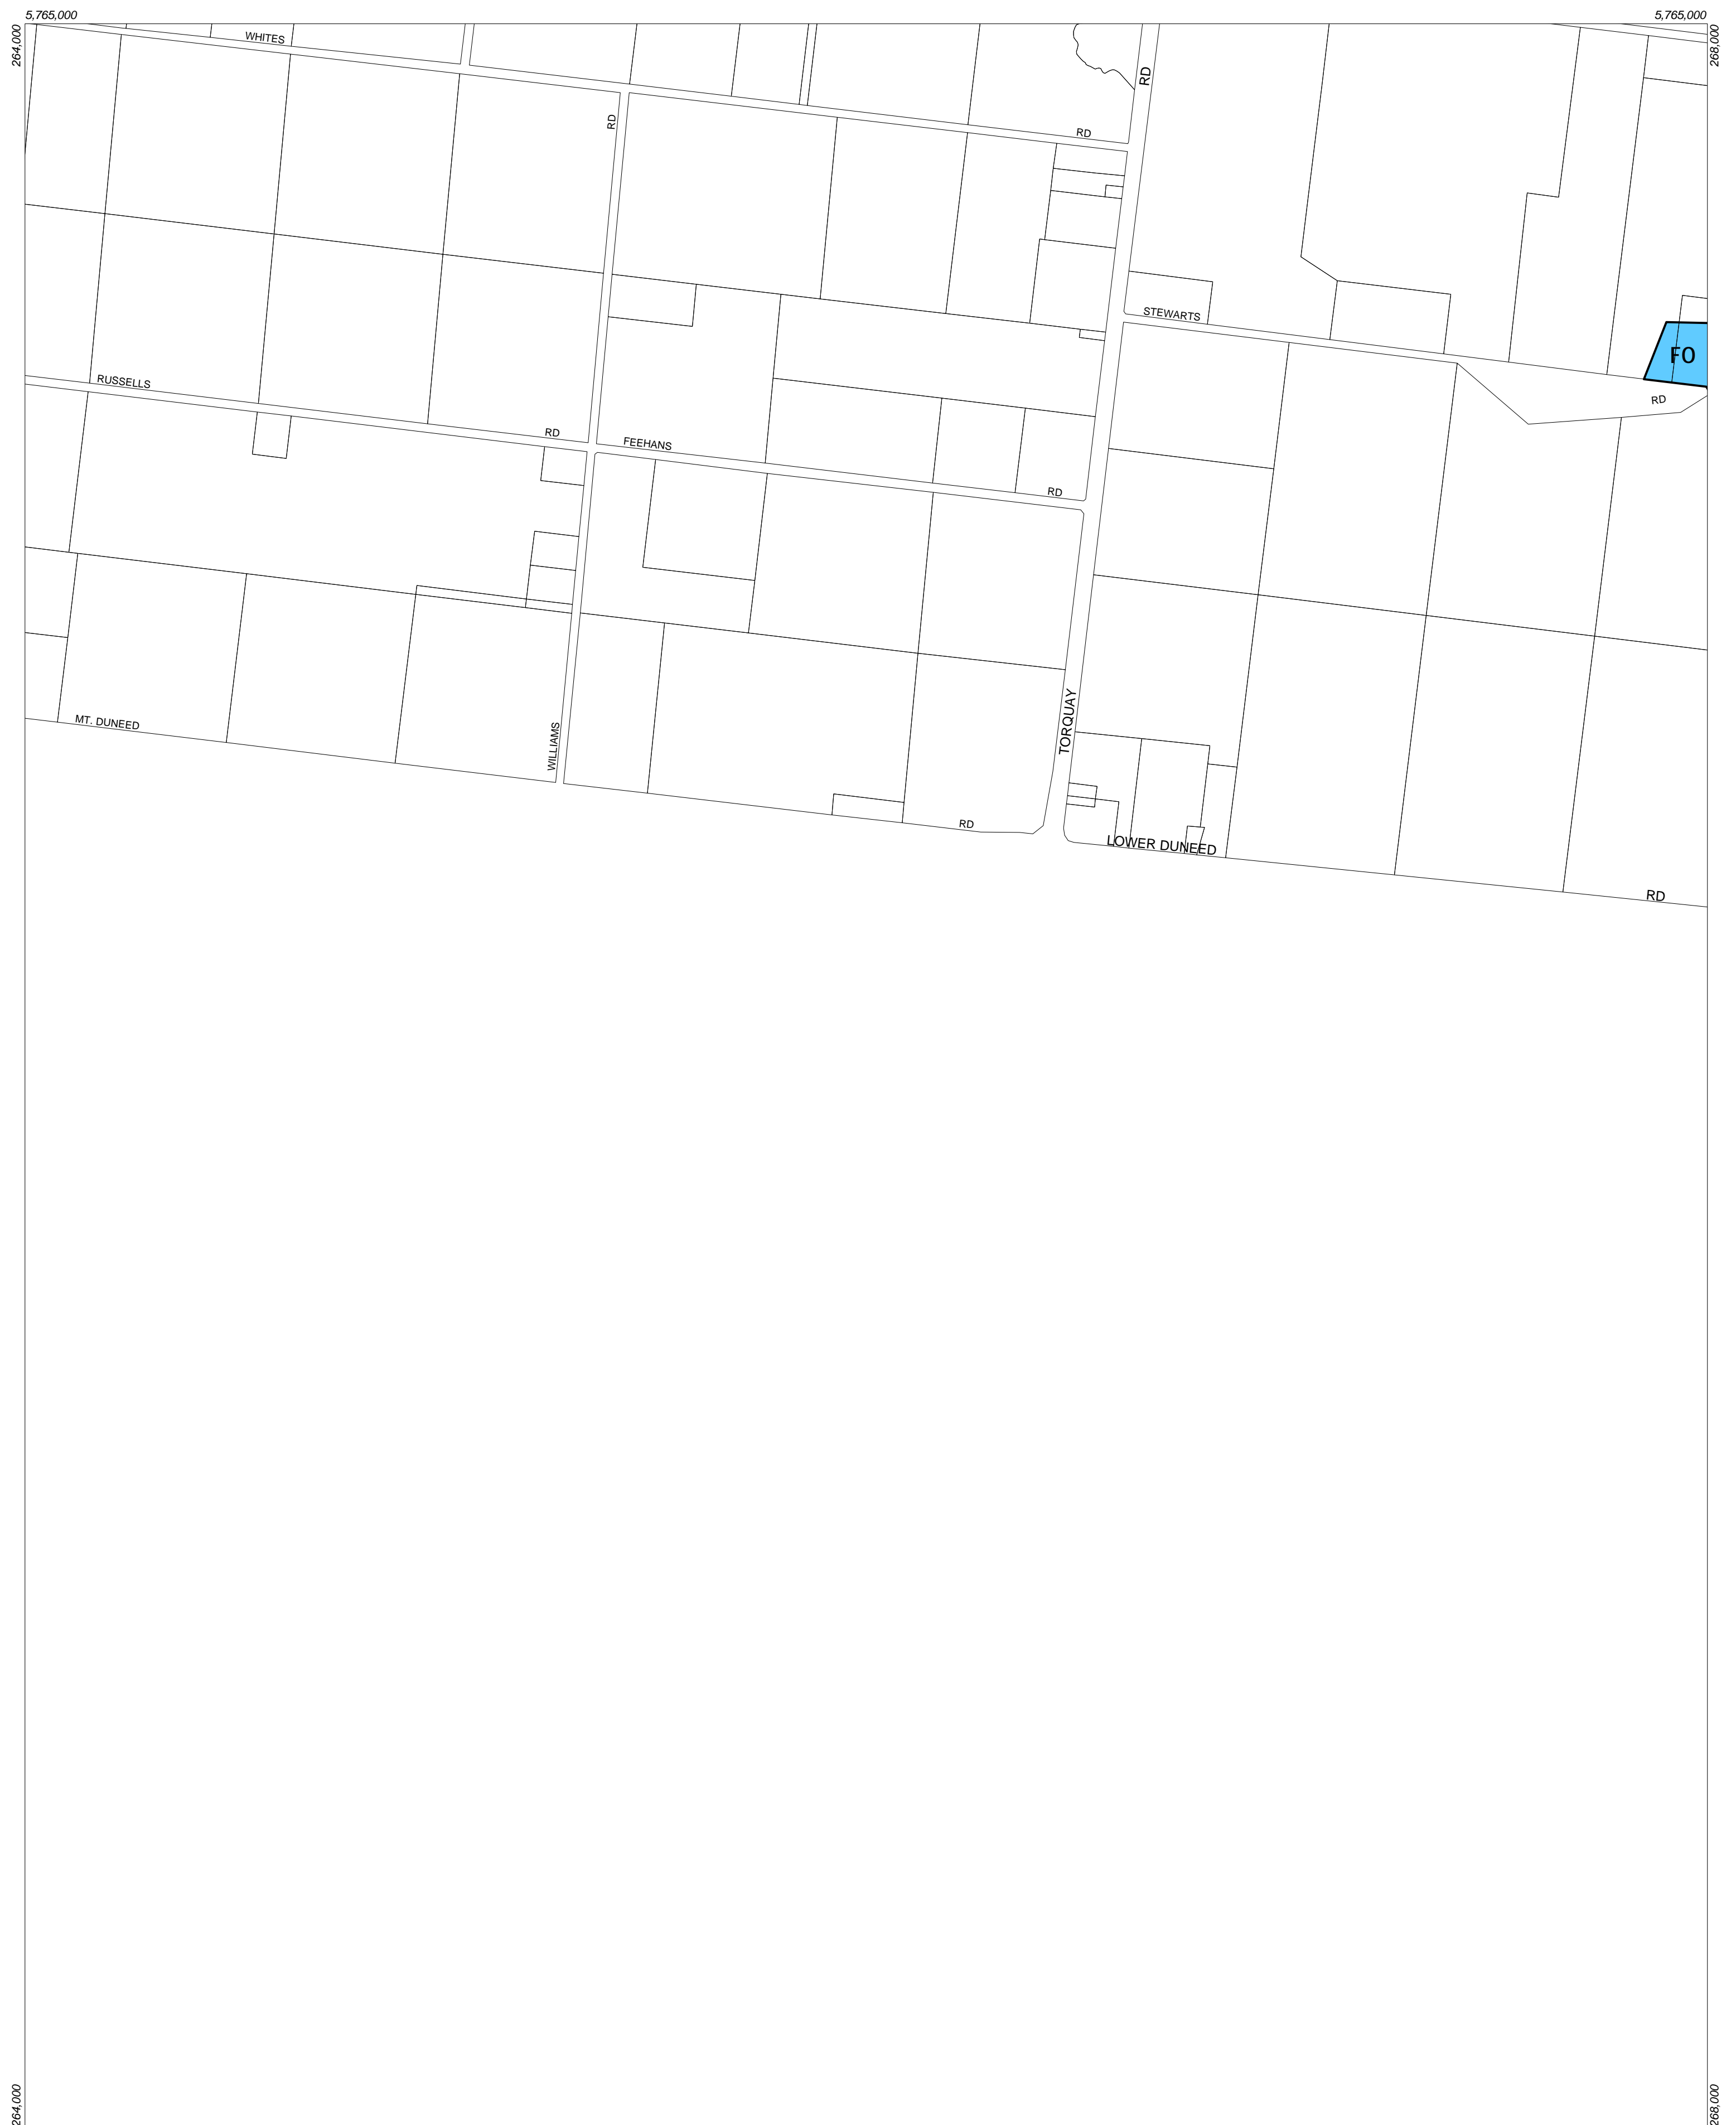 5,765,000
5,765,000
264,000
268,000
WHITES
RD
RD
RD
STEWARTS
FO
RUSSELLS
RD
RD
FEEHANS
RD
TORQUAY
MT. DUNEED
WILLIAMS
RD
LOWER DUNEED
RD
264,000
268,000